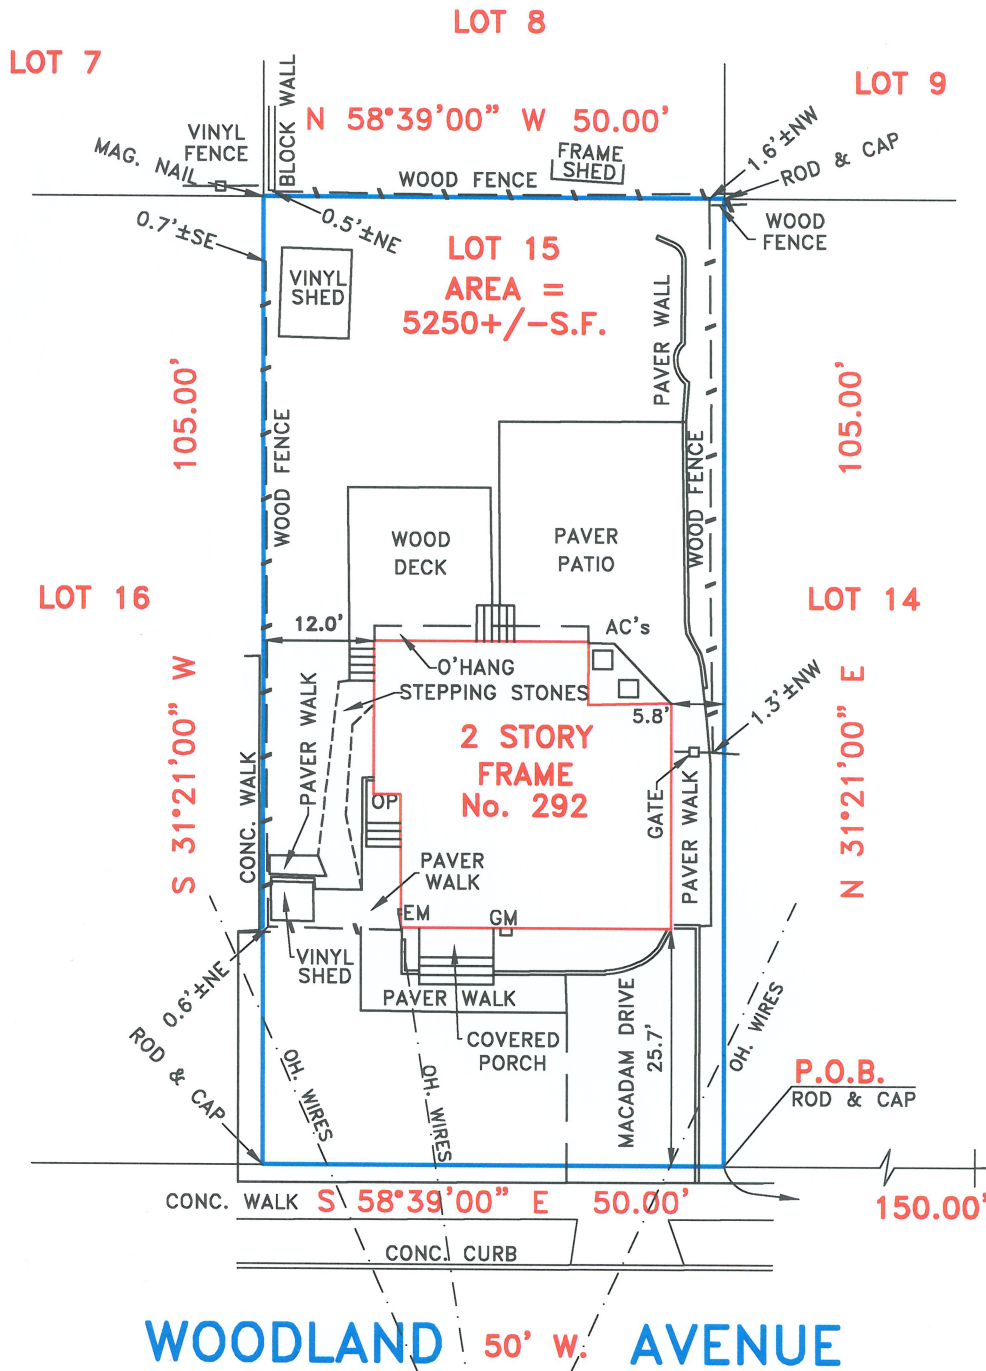 LOT 8
LOT 7
LOT 9
BLOCK WALL
N 58°39'00" W 50.00'
VINYL
FENCE
MAG. NAIL
FRAME
SHED
WOOD FENCE
1.6'±NW
ROD & CAP
0.7'±SE
0.5'±NE
WOOD
FENCE
LOT 15
AREA =
5250+/-S.F.
VINYL
SHED
PAVER WALL
105.00'
105.00'
WOOD FENCE
WOOD FENCE
WOOD
DECK
PAVER
PATIO
LOT 16
LOT 14
12.0'
AC's
O'HANG
STEPPING STONES
5.8'
1.3'±NW
S 31°21'00" W
N 31°21'00" E
PAVER WALK
2 STORY
FRAME
No. 292
CONC. WALK
OP
GATE
PAVER WALK
PAVER
WALK
EM
GM
VINYL
SHED
0.6'±NE
PAVER WALK
COVERED
PORCH
MACADAM DRIVE
25.7'
OH. WIRES
OH. WIRES
OH. WIRES
ROD & CAP
P.O.B.
ROD & CAP
CONC. WALK
S 58°39'00" E 50.00'
150.00'
CONC. CURB
WOODLAND 50' W. AVENUE